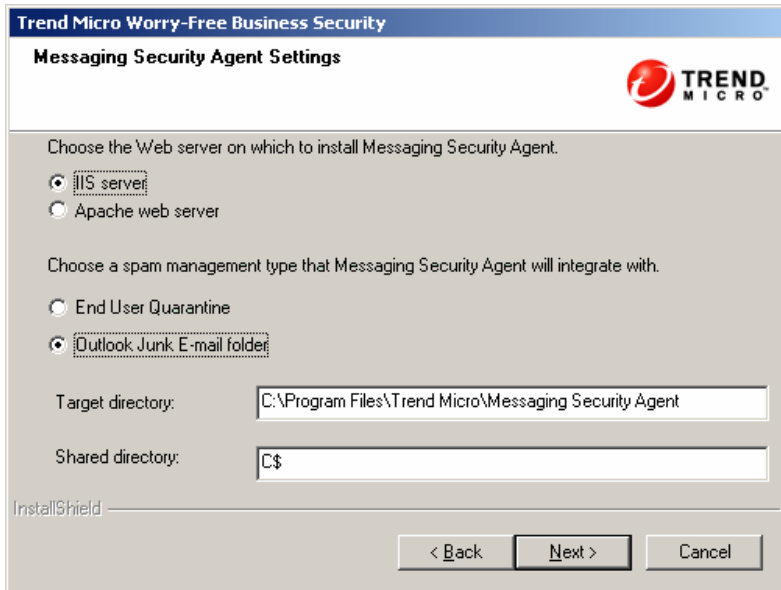 Trend Micro Worry-Free Business Security
Messaging Security Agent Settings
TREND
MICRO™
Choose the Web server on which to install Messaging Security Agent.
IIS server
Apache web server
Choose a spam management type that Messaging Security Agent will integrate with.
End User Quarantine
Outlook Junk E-mail folder
Target directory: C:\Program Files\Trend Micro\Messaging Security Agent
Shared directory: C$
InstallShield
< Back Next > Cancel